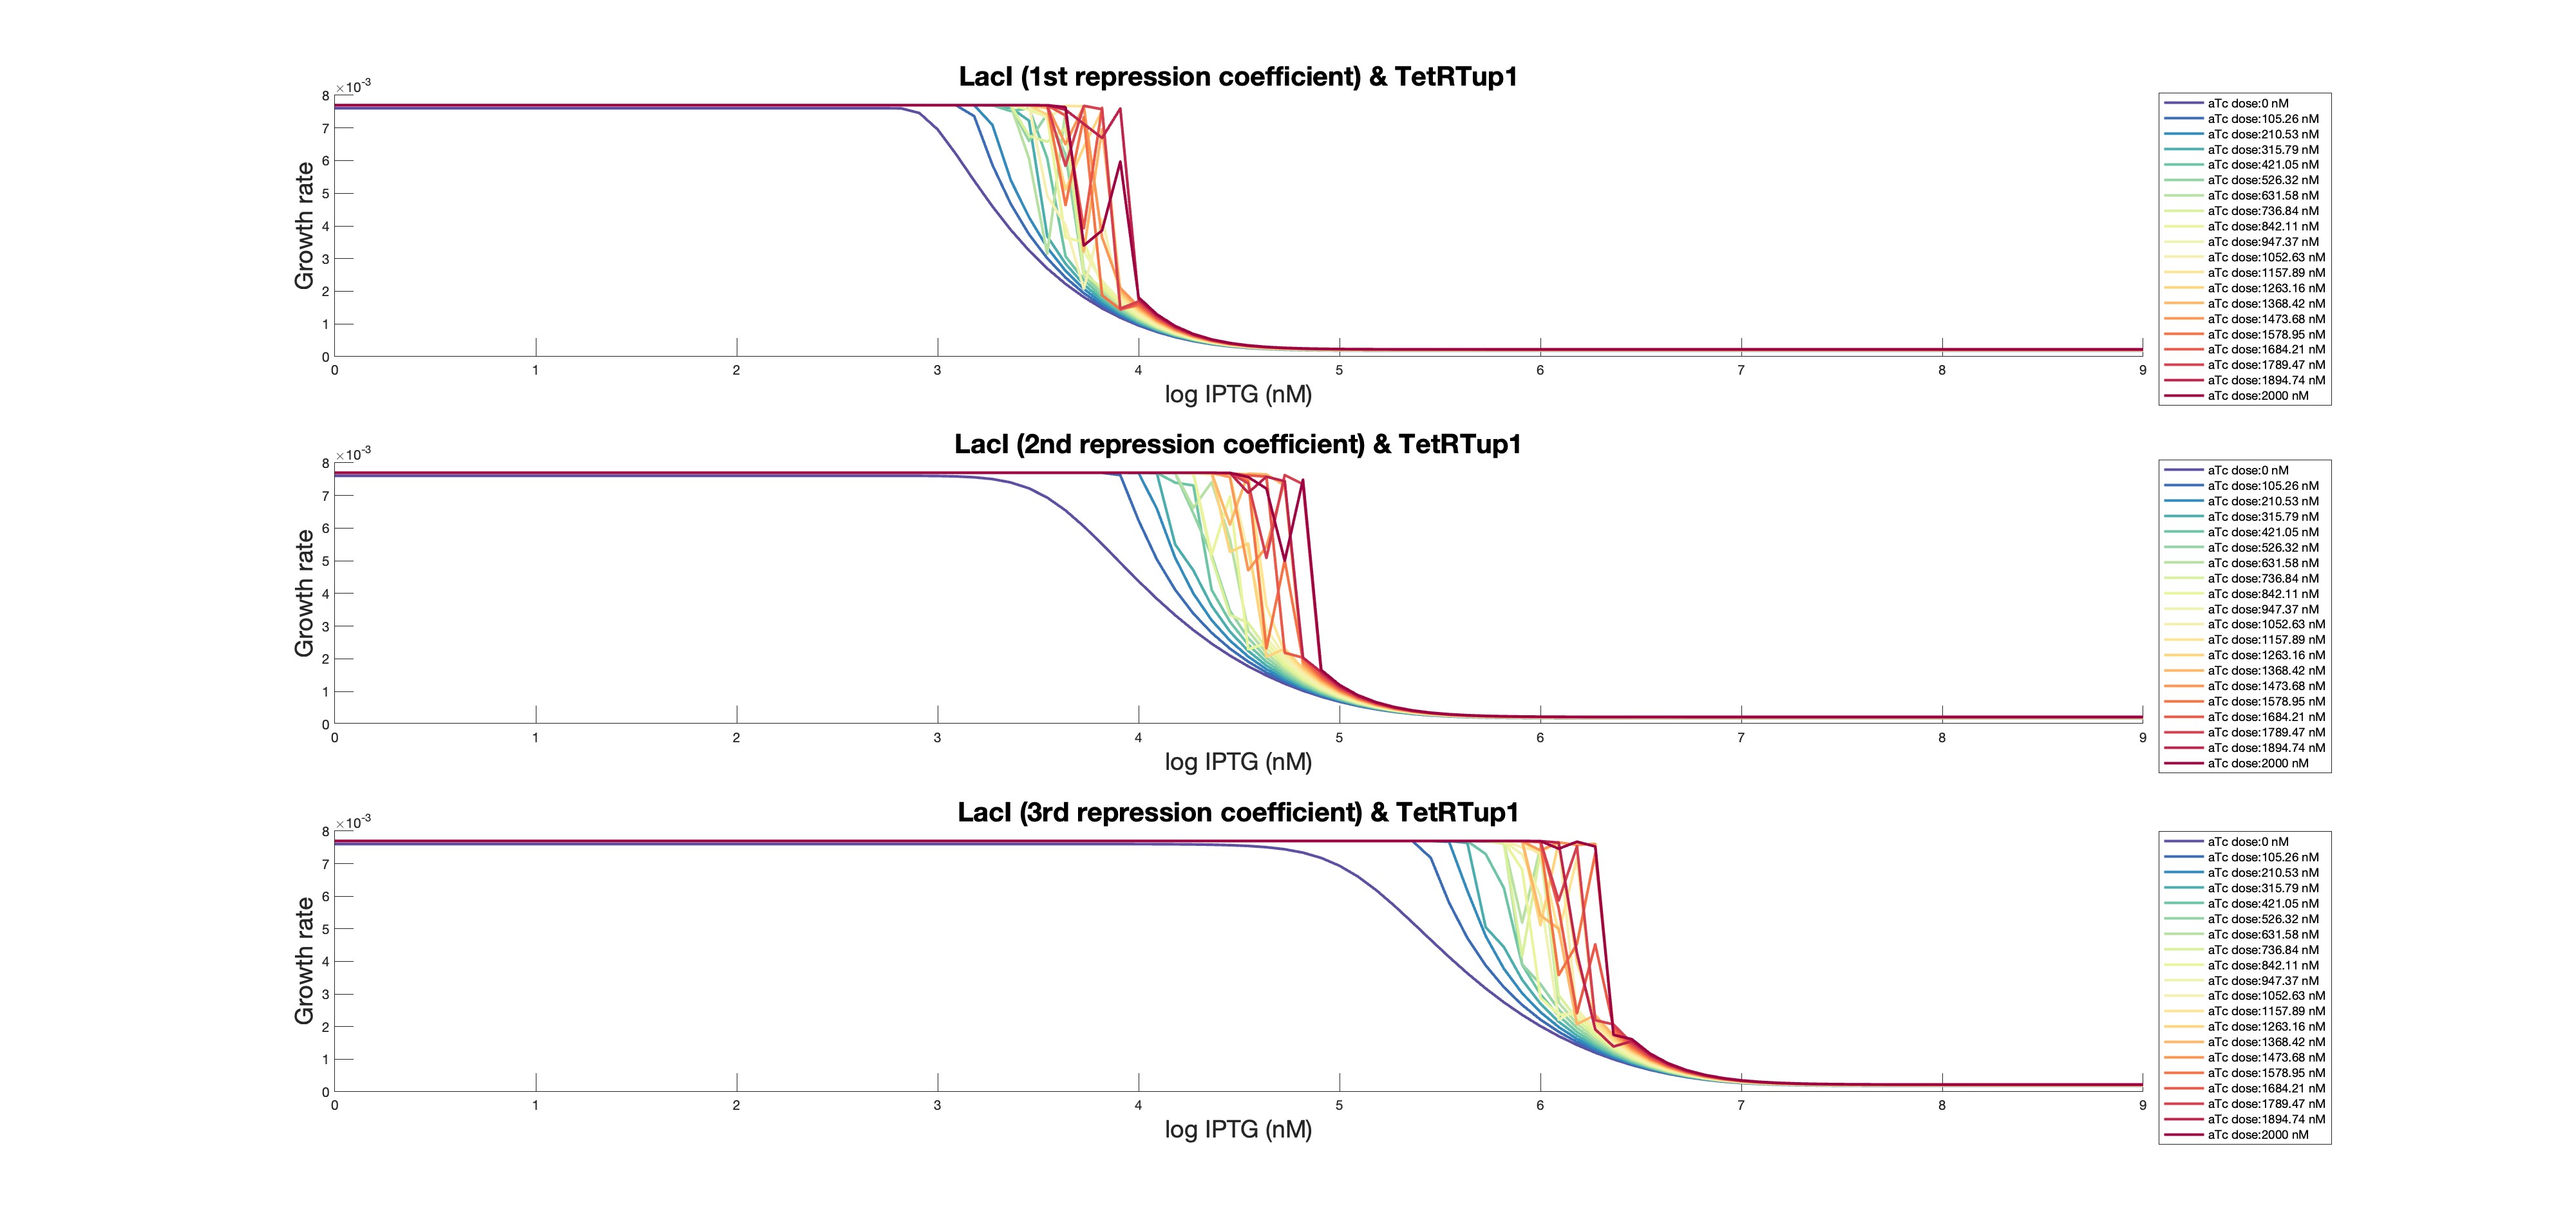 LacI (1st repression coefficient) & TetRTup1
×10-3
8
7
6
5
4
3
2
1
0
Growth rate
0 1 2 3 4 5 6 7 8 9
log IPTG (nM)
aTc dose:0 nM
aTc dose:105.26 nM
aTc dose:210.53 nM
aTc dose:315.79 nM
aTc dose:421.05 nM
aTc dose:526.32 nM
aTc dose:631.58 nM
aTc dose:736.84 nM
aTc dose:842.11 nM
aTc dose:947.37 nM
aTc dose:1052.63 nM
aTc dose:1157.89 nM
aTc dose:1263.16 nM
aTc dose:1368.42 nM
aTc dose:1473.68 nM
aTc dose:1578.95 nM
aTc dose:1684.21 nM
aTc dose:1789.47 nM
aTc dose:1894.74 nM
aTc dose:2000 nM
LacI (2nd repression coefficient) & TetRTup1
×10-3
8
7
6
5
4
3
2
1
0
Growth rate
0 1 2 3 4 5 6 7 8 9
log IPTG (nM)
aTc dose:0 nM
aTc dose:105.26 nM
aTc dose:210.53 nM
aTc dose:315.79 nM
aTc dose:421.05 nM
aTc dose:526.32 nM
aTc dose:631.58 nM
aTc dose:736.84 nM
aTc dose:842.11 nM
aTc dose:947.37 nM
aTc dose:1052.63 nM
aTc dose:1157.89 nM
aTc dose:1263.16 nM
aTc dose:1368.42 nM
aTc dose:1473.68 nM
aTc dose:1578.95 nM
aTc dose:1684.21 nM
aTc dose:1789.47 nM
aTc dose:1894.74 nM
aTc dose:2000 nM
LacI (3rd repression coefficient) & TetRTup1
×10-3
8
7
6
5
4
3
2
1
0
Growth rate
0 1 2 3 4 5 6 7 8 9
log IPTG (nM)
aTc dose:0 nM
aTc dose:105.26 nM
aTc dose:210.53 nM
aTc dose:315.79 nM
aTc dose:421.05 nM
aTc dose:526.32 nM
aTc dose:631.58 nM
aTc dose:736.84 nM
aTc dose:842.11 nM
aTc dose:947.37 nM
aTc dose:1052.63 nM
aTc dose:1157.89 nM
aTc dose:1263.16 nM
aTc dose:1368.42 nM
aTc dose:1473.68 nM
aTc dose:1578.95 nM
aTc dose:1684.21 nM
aTc dose:1789.47 nM
aTc dose:1894.74 nM
aTc dose:2000 nM